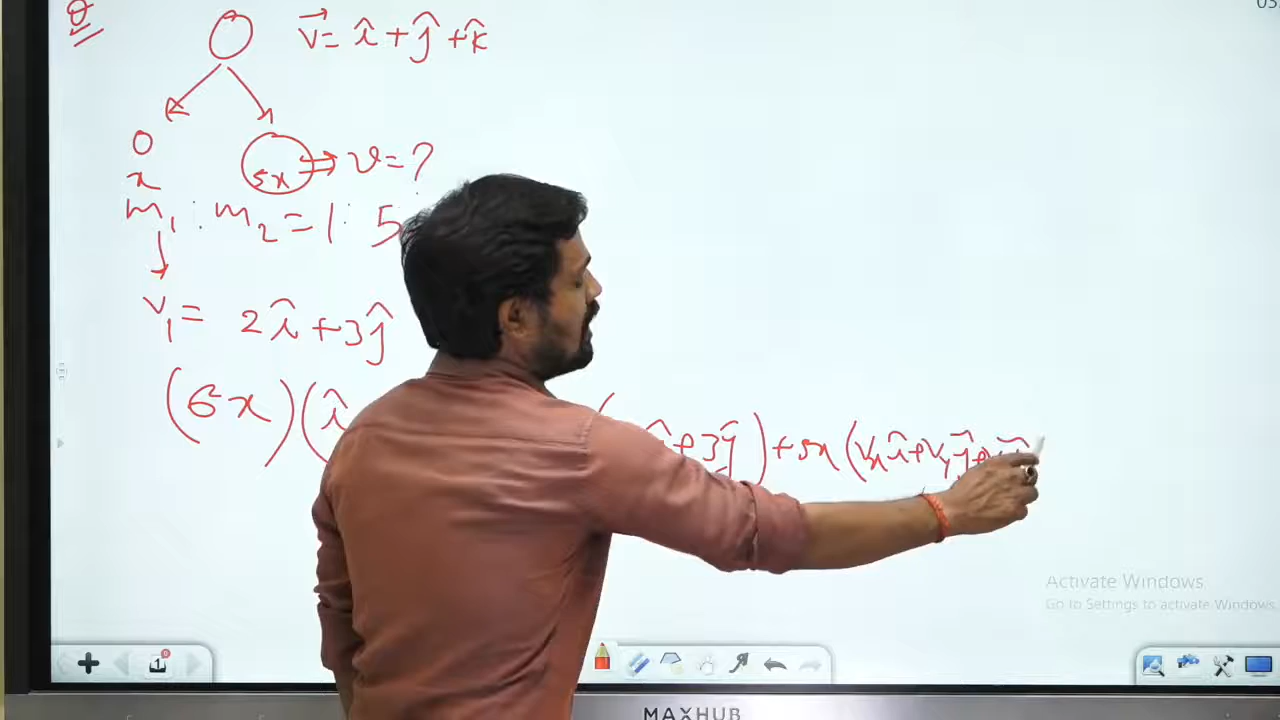 Q
v⃗ = î + ĵ + k̂
x 5x v = ?
m₁ : m₂ = 1 : 5
v₁ = 2î + 3ĵ
(6x)(î + 3ĵ) + 5x(vₓî + v_yĵ +
Activate Windows
Go to Settings to activate Windows.
1
MAXHUB